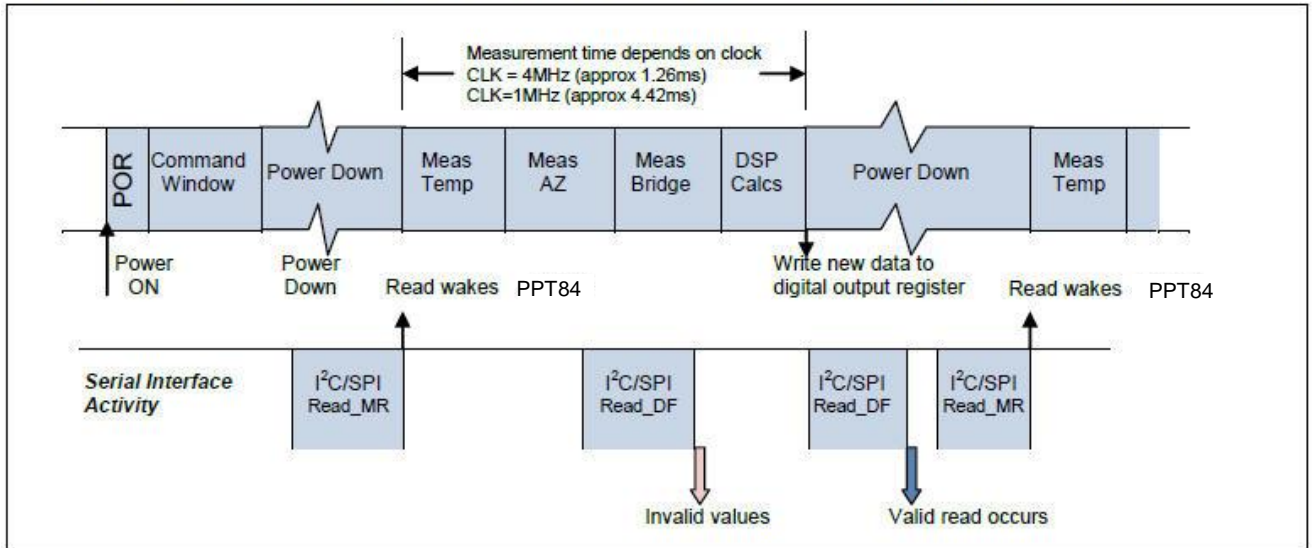 Measurement time depends on clock
CLK = 4MHz (approx 1.26ms)
CLK=1MHz (approx 4.42ms)
POR
Command
Window
Power Down
Meas
Temp
Meas
AZ
Meas
Bridge
DSP
Calcs
Power Down
Meas
Temp
Power
ON
Power
Down
Read wakes PPT84
Write new data to
digital output register
Read wakes PPT84
Serial Interface
Activity
I²C/SPI
Read_MR
I²C/SPI
Read_DF
I²C/SPI
Read_DF
I²C/SPI
Read_MR
Invalid values
Valid read occurs